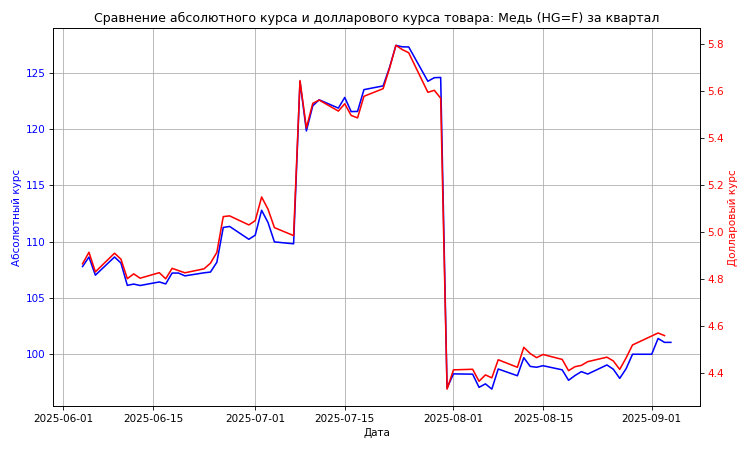 Сравнение абсолютного курса и долларового курса товара: Медь (HG=F) за квартал
Абсолютный курс
125
120
115
110
105
100
5.8
5.6
5.4
5.2
5.0
4.8
4.6
4.4
Долларовый курс
2025-06-01 2025-06-15 2025-07-01 2025-07-15 2025-08-01 2025-08-15 2025-09-01
Дата